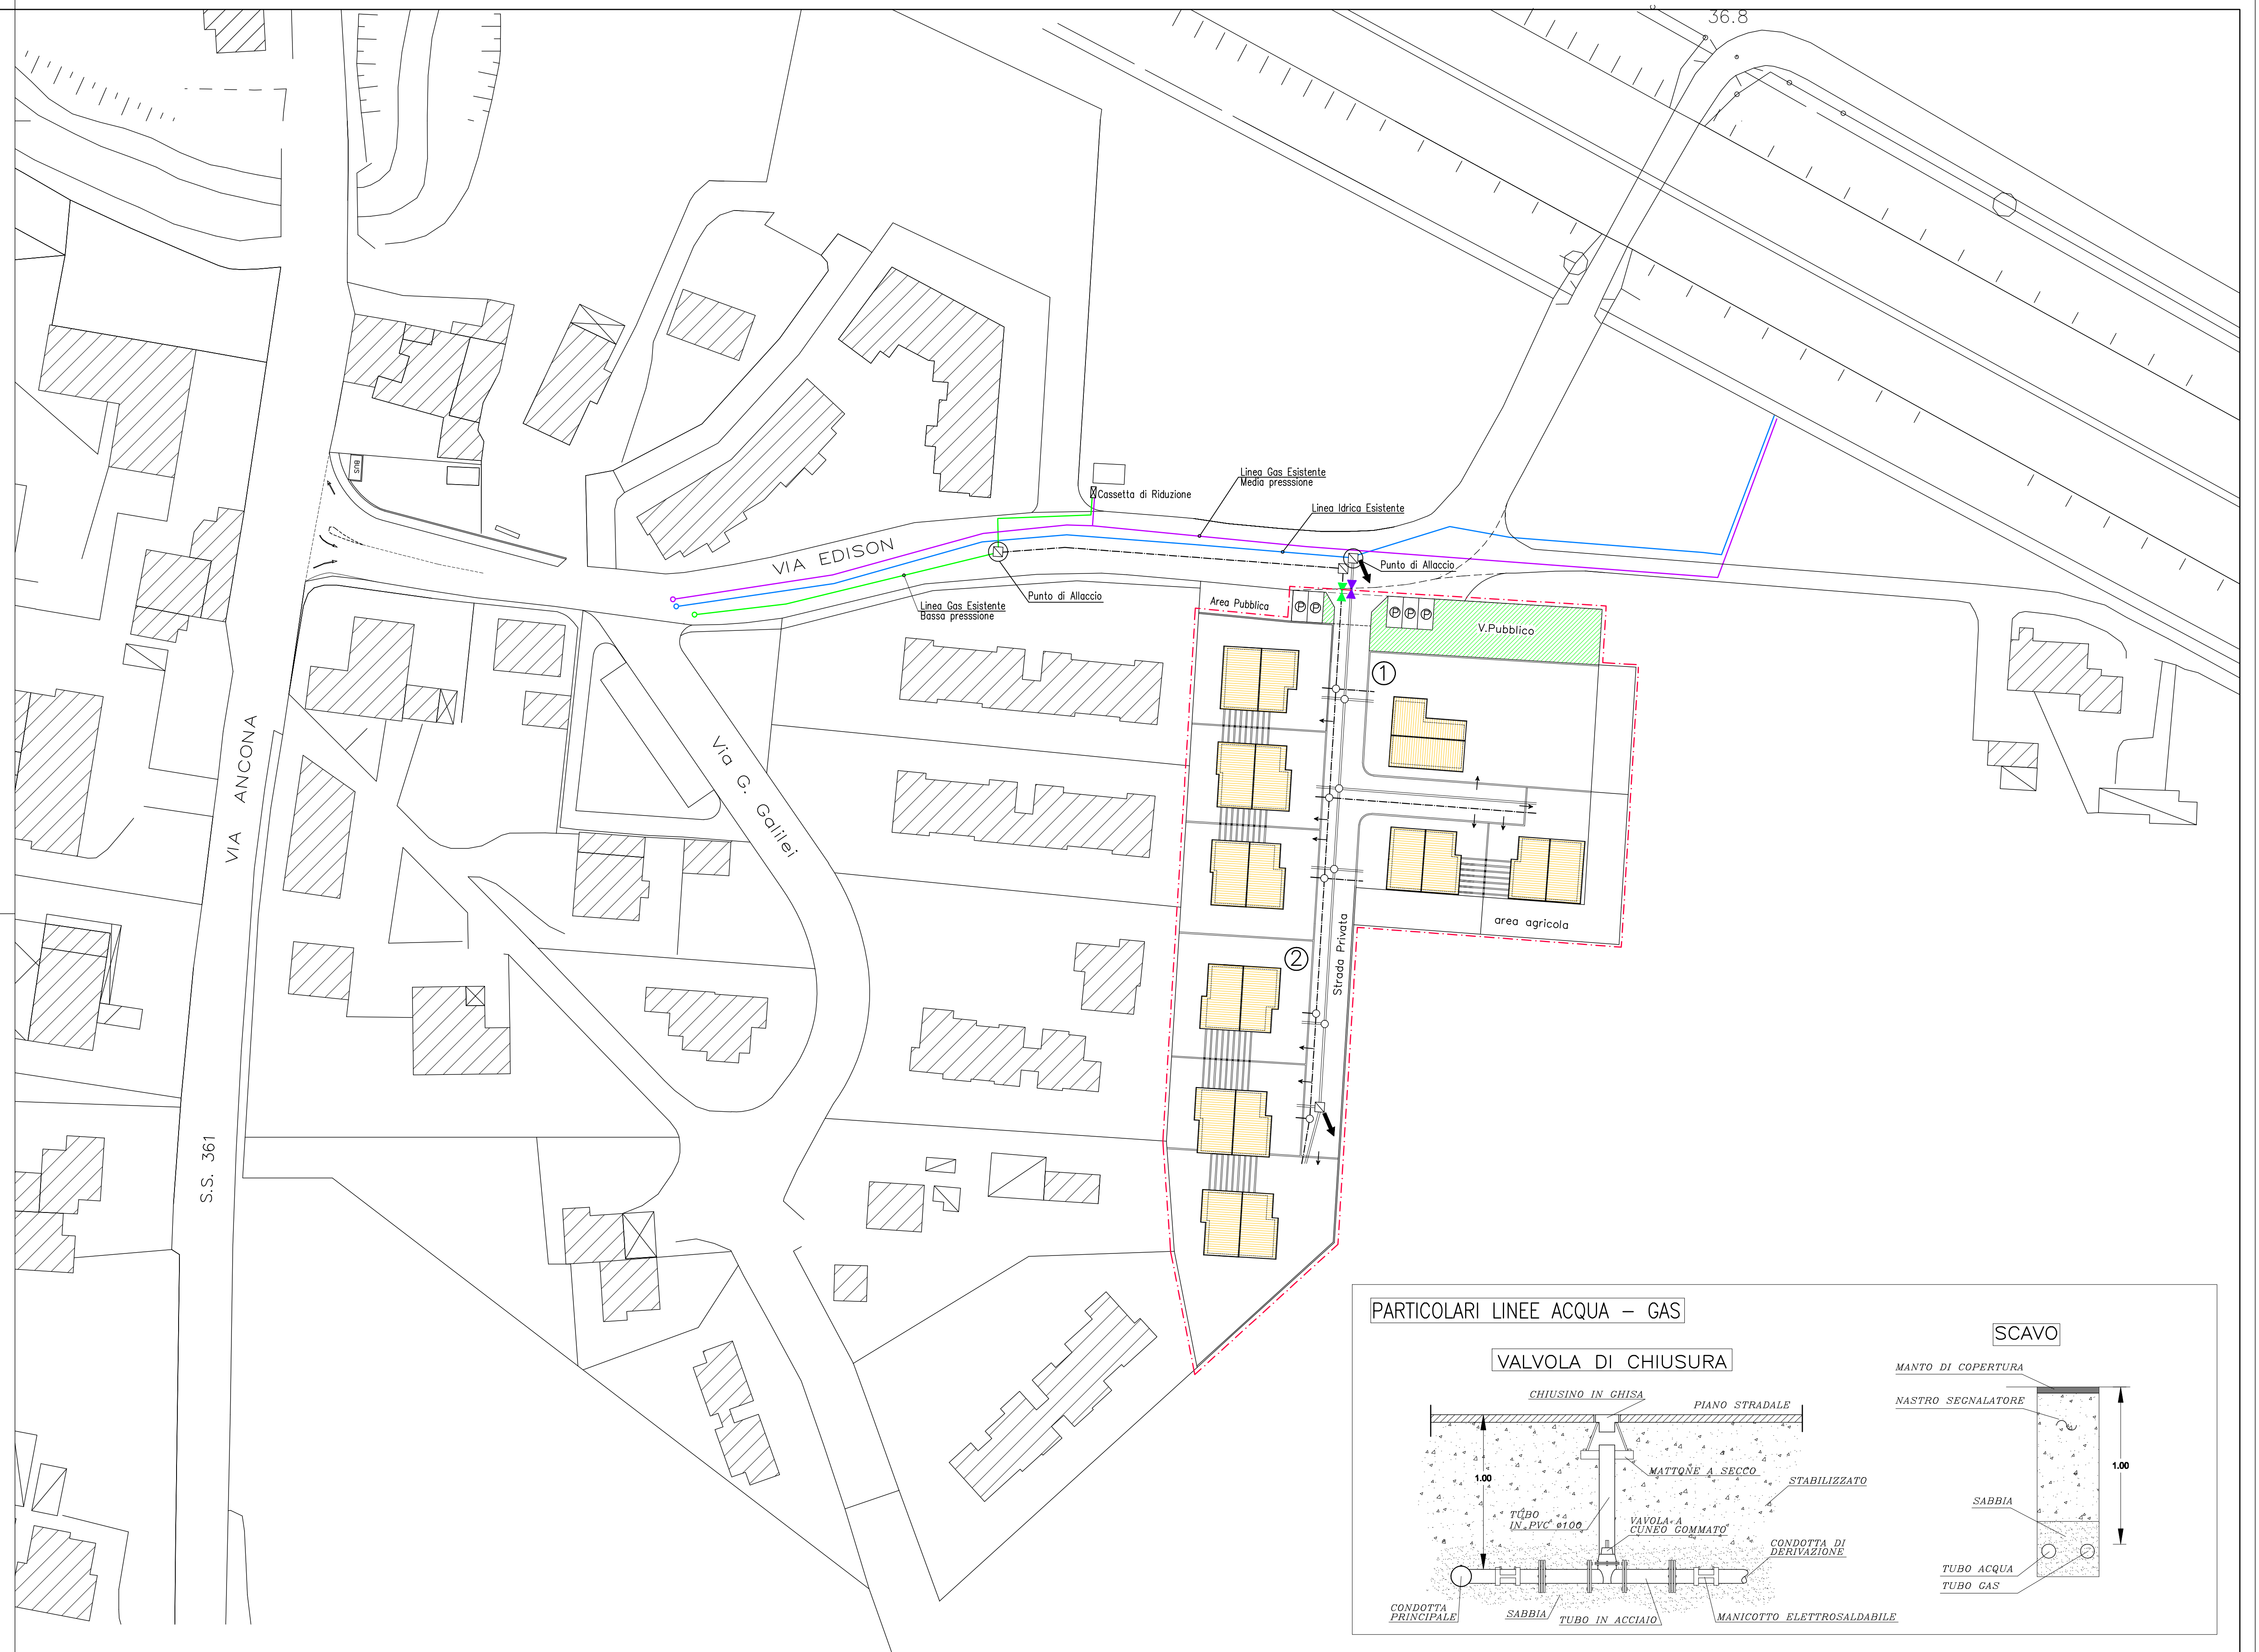 36.8
BUS
Linea Gas Esistente
Media presssione
Cassetta di Riduzione
Linea Idrica Esistente
VIA EDISON
Punto di Allaccio
Punto di Allaccio
Linea Gas Esistente
Bassa presssione
Area Pubblica
P
P
P
P
P
V.Pubblico
1
VIA ANCONA
Via G. Galilei
area agricola
Strada Privata
2
S.S. 361
PARTICOLARI LINEE ACQUA - GAS
SCAVO
VALVOLA DI CHIUSURA
MANTO DI COPERTURA
CHIUSINO IN GHISA
PIANO STRADALE
NASTRO SEGNALATORE
1.00
MATTONE A SECCO
STABILIZZATO
1.00
SABBIA
TUBO
IN PVC ø100
VAVOLA A
CUNEO GOMMATO
CONDOTTA DI
DERIVAZIONE
TUBO ACQUA
TUBO GAS
CONDOTTA
PRINCIPALE
SABBIA
TUBO IN ACCIAIO
MANICOTTO ELETTROSALDABILE